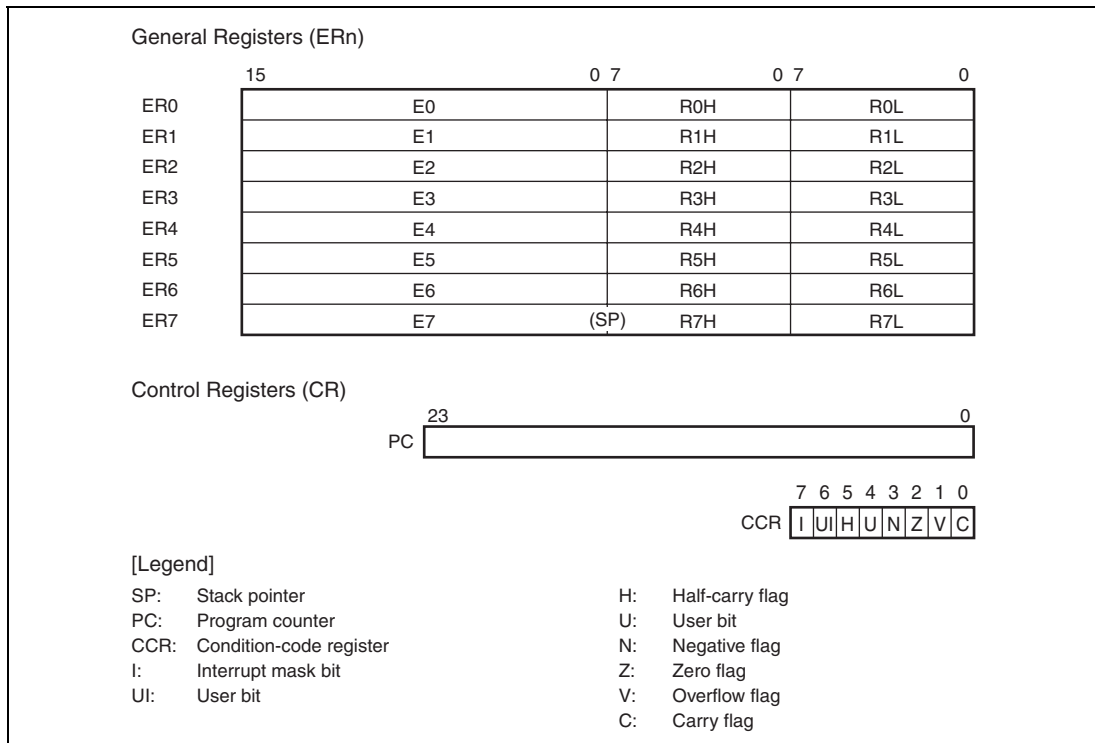 General Registers (ERn)
15 0 7 0 7 0
ER0 E0 R0H R0L
ER1 E1 R1H R1L
ER2 E2 R2H R2L
ER3 E3 R3H R3L
ER4 E4 R4H R4L
ER5 E5 R5H R5L
ER6 E6 R6H R6L
ER7 E7 (SP) R7H R7L
Control Registers (CR)
23 0
PC
7 6 5 4 3 2 1 0
CCR I UI H U N Z V C
[Legend]
SP: Stack pointer
PC: Program counter
CCR: Condition-code register
I: Interrupt mask bit
UI: User bit
H: Half-carry flag
U: User bit
N: Negative flag
Z: Zero flag
V: Overflow flag
C: Carry flag